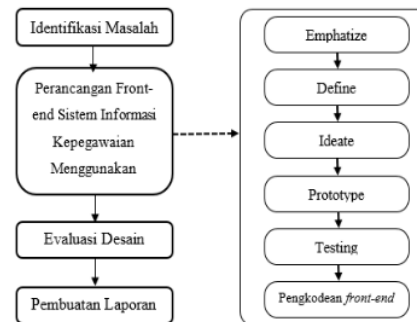 Identifikasi Masalah
Perancangan Front-
end Sistem Informasi
Kepegawaian
Menggunakan
Evaluasi Desain
Pembuatan Laporan
Emphatize
Define
Ideate
Prototype
Testing
Pengkodean front-end